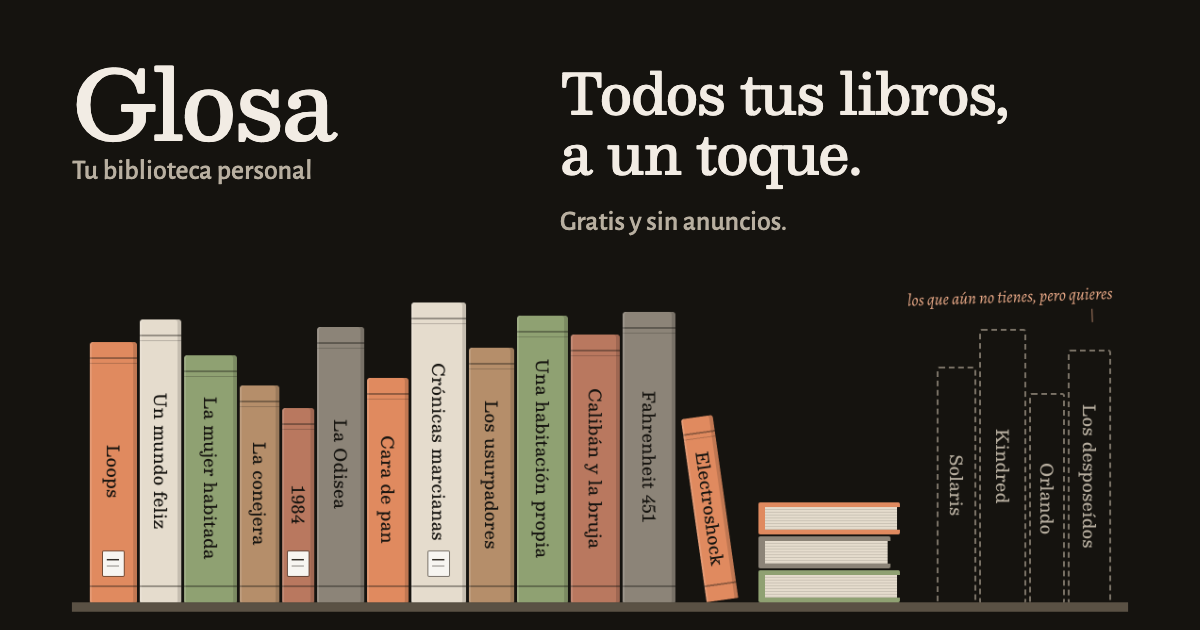 Glosa
Tu biblioteca personal
Todos tus libros,
a un toque.
Gratis y sin anuncios.
los que aún no tienes, pero quieres
Loops
Un mundo feliz
La mujer habitada
La conejera
1984
La Odisea
Cara de pan
Crónicas marcianas
Los usurpadores
Una habitación propia
Calibán y la bruja
Fahrenheit 451
Electroshock
Solaris
Kindred
Orlando
Los desposeídos